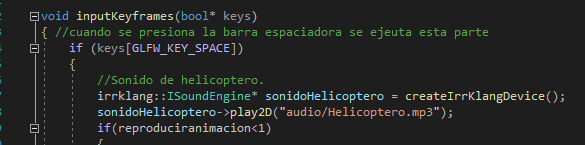 void inputKeyframes(bool* keys)
{ //cuando se presiona la barra espaciadora se ejeuta esta parte
if (keys[GLFW_KEY_SPACE])
{
//Sonido de helicoptero.
irrklang::ISoundEngine* sonidoHelicoptero = createIrrKlangDevice();
sonidoHelicoptero->play2D("audio/Helicoptero.mp3");
if(reproduciranimacion<1)
{